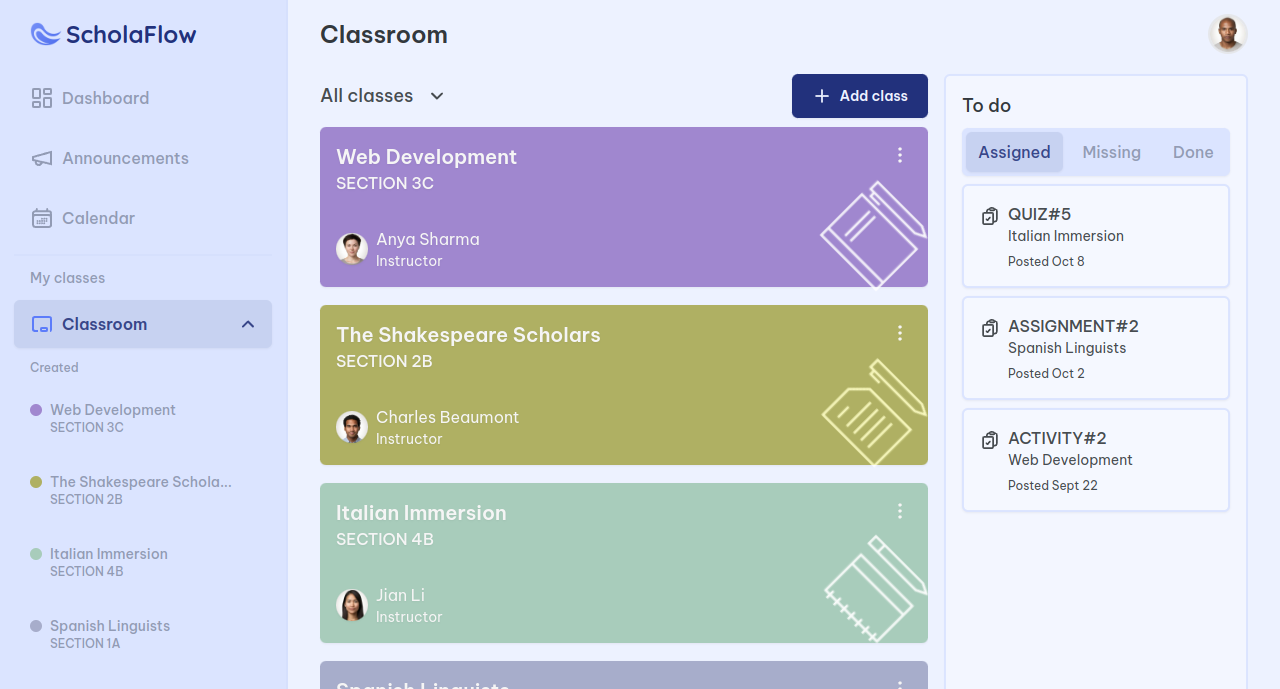 ScholaFlow
Dashboard
Announcements
Calendar
My classes
Classroom
Created
Web Development
SECTION 3C
The Shakespeare Schola...
SECTION 2B
Italian Immersion
SECTION 4B
Spanish Linguists
SECTION 1A
Classroom
All classes
Add class
Web Development
SECTION 3C
Anya Sharma
Instructor
The Shakespeare Scholars
SECTION 2B
Charles Beaumont
Instructor
Italian Immersion
SECTION 4B
Jian Li
Instructor
Spanish Linguists
To do
Assigned Missing Done
QUIZ#5
Italian Immersion
Posted Oct 8
ASSIGNMENT#2
Spanish Linguists
Posted Oct 2
ACTIVITY#2
Web Development
Posted Sept 22